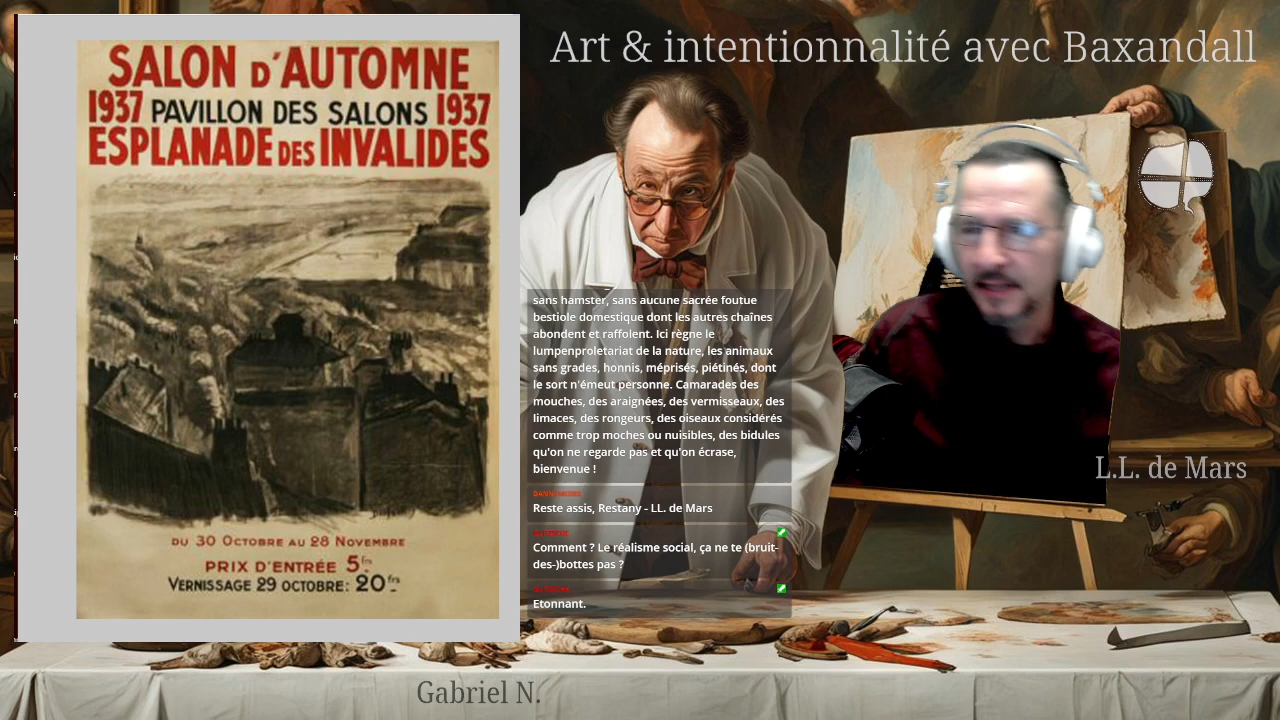 Art & intentionnalité avec Baxandall
SALON D'AUTOMNE
1937 PAVILLON DES SALONS 1937
ESPLANADE DES INVALIDES
DU 30 OCTOBRE AU 28 NOVEMBRE
PRIX D'ENTRÉE 5frs
VERNISSAGE 29 OCTOBRE: 20frs
sans hamster, sans aucune sacrée foutue
bestiole domestique dont les autres chaînes
abondent et raffolent. Ici règne le
lumpenproletariat de la nature, les animaux
sans grades, honnis, méprisés, piétinés, dont
le sort n'émeut personne. Camarades des
mouches, des araignées, des vermisseaux, des
limaces, des rongeurs, des oiseaux considérés
comme trop moches ou nuisibles, des bidules
qu'on ne regarde pas et qu'on écrase,
bienvenue !
Reste assis, Restany - LL. de Mars
Comment ? Le réalisme social, ça ne te (bruit-
des-)bottes pas ?
Etonnant.
L.L. de Mars
Gabriel N.